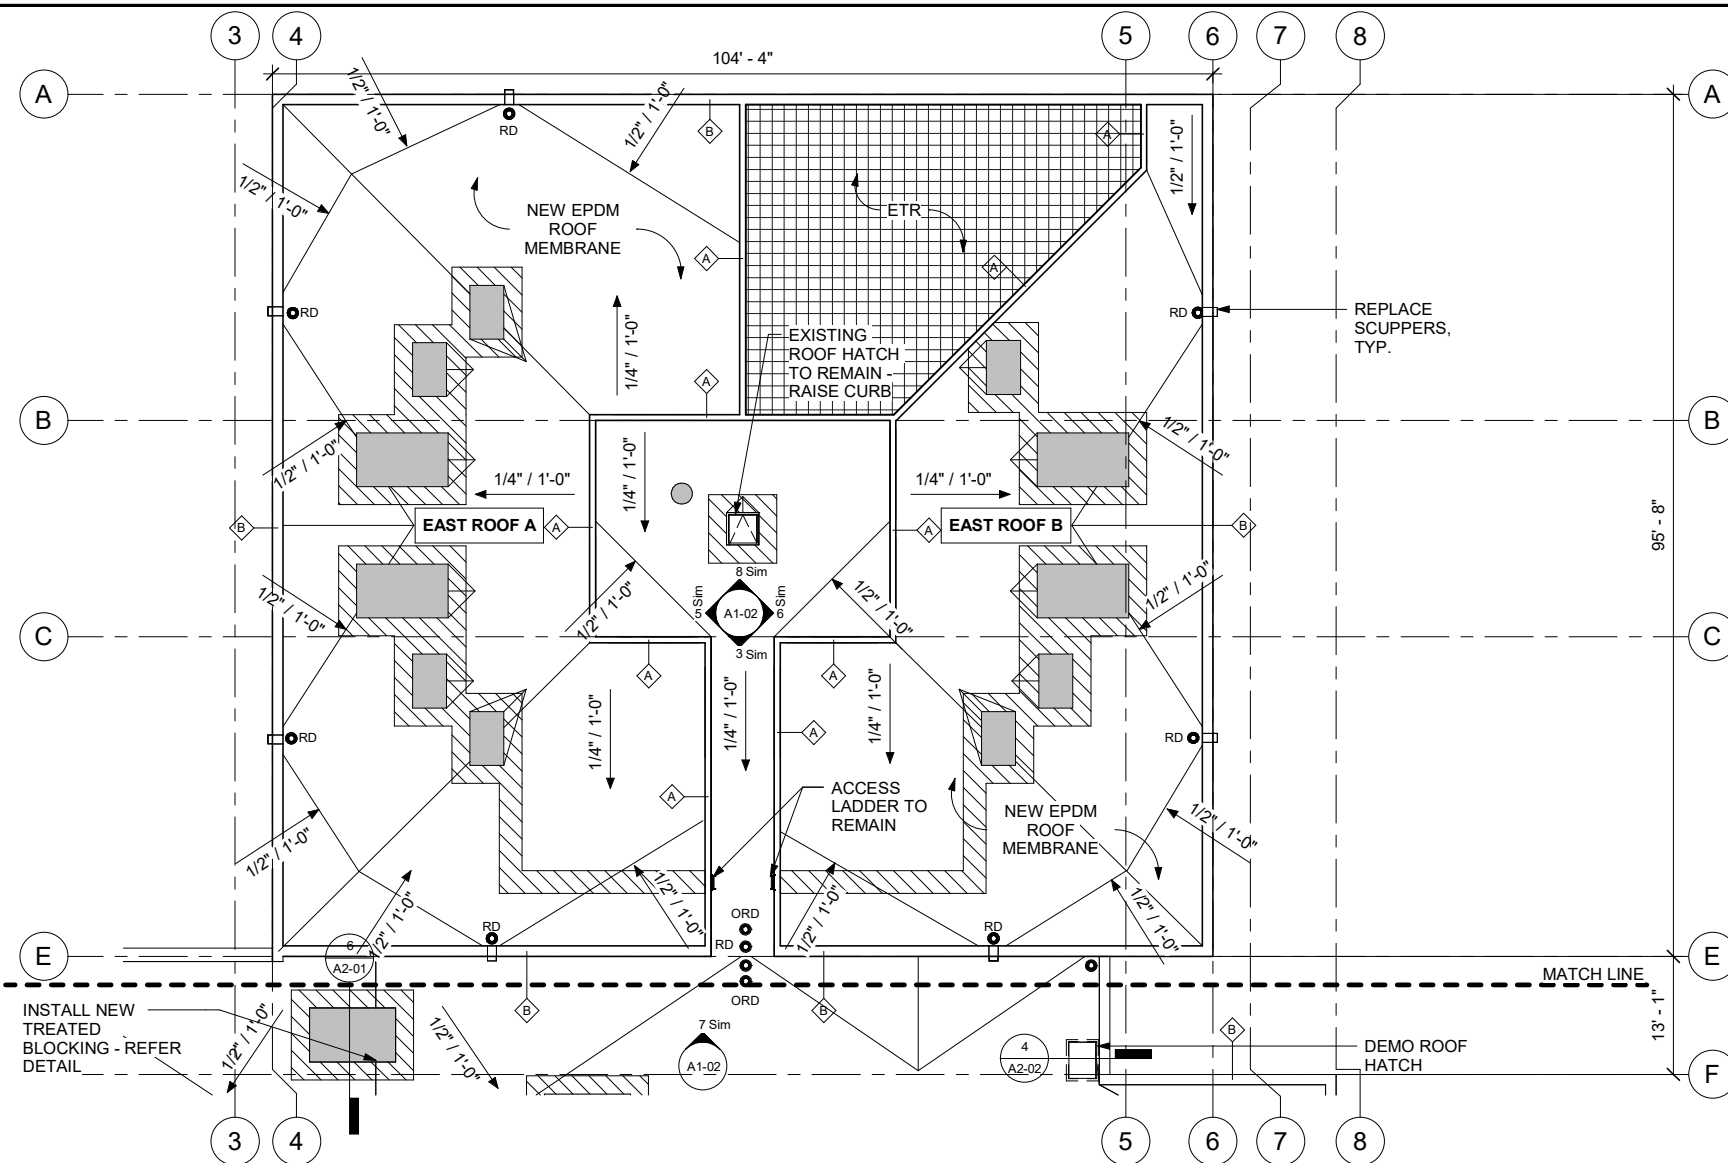 3
4
5
6
7
8
104' - 4"
A
A
1/2" / 1'-0"
1/2" / 1'-0"
1/2" / 1'-0"
RD
B
A
1/2" / 1'-0"
NEW EPDM
ROOF
MEMBRANE
ETR
A
A
RD
RD
REPLACE
SCUPPERS,
TYP.
1/4" / 1'-0"
EXISTING
ROOF HATCH
TO REMAIN -
RAISE CURB
A
B
B
1/2" / 1'-0"
1/4" / 1'-0"
1/4" / 1'-0"
1/4" / 1'-0"
1/2" / 1'-0"
B
EAST ROOF A
A
A
EAST ROOF B
B
95' - 8"
8 Sim
5 Sim
A1-02
6 Sim
3 Sim
1/2" / 1'-0"
1/2" / 1'-0"
1/2" / 1'-0"
1/2" / 1'-0"
C
C
A
A
1/4" / 1'-0"
1/4" / 1'-0"
1/4" / 1'-0"
RD
A
RD
A
ACCESS
LADDER TO
REMAIN
NEW EPDM
ROOF
MEMBRANE
1/2" / 1'-0"
1/2" / 1'-0"
1/2" / 1'-0"
1/2" / 1'-0"
1/2" / 1'-0"
1/2" / 1'-0"
RD
ORD
RD
RD
E
E
6
A2-01
ORD
MATCH LINE
INSTALL NEW
TREATED
BLOCKING - REFER
DETAIL
1/2" / 1'-0"
1/2" / 1'-0"
B
B
B
7 Sim
A1-02
4
A2-02
DEMO ROOF
HATCH
13' - 1"
F
3
4
5
6
7
8